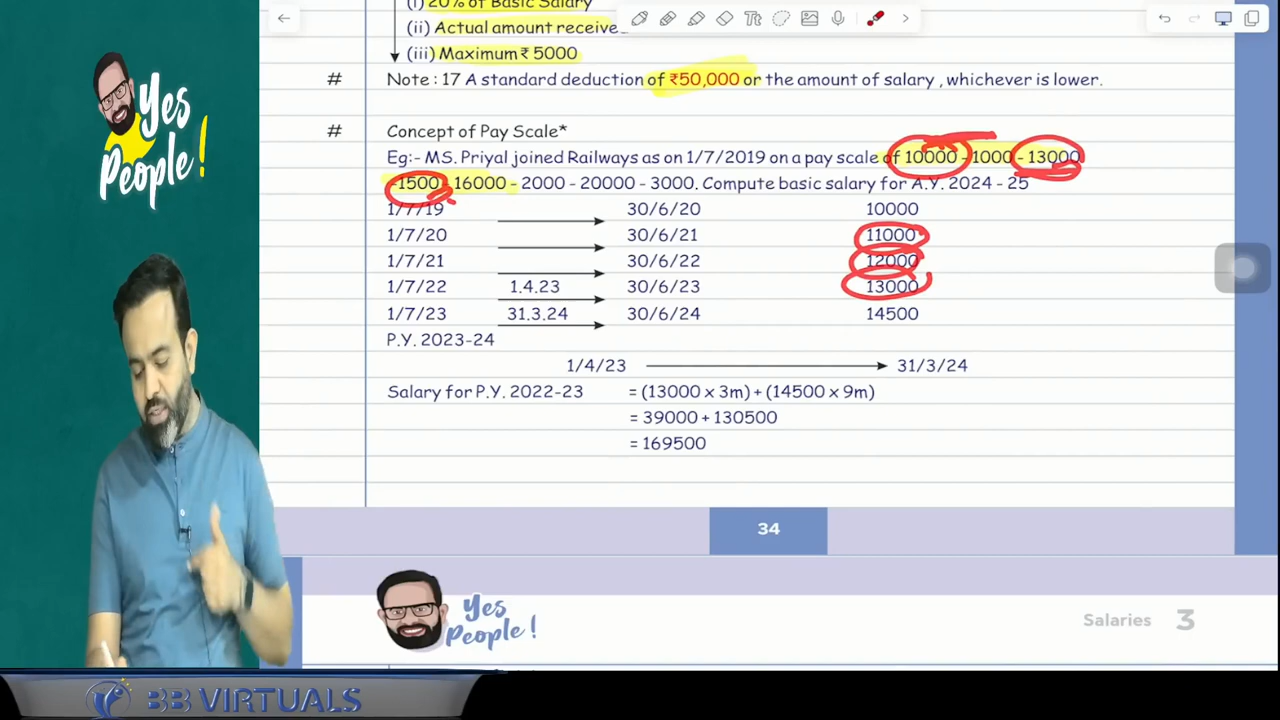 (i) 20% of Basic Salary
(ii) Actual amount receive
(iii) Maximum ₹ 5000
# Note : 17 A standard deduction of ₹50,000 or the amount of salary , whichever is lower.
# Concept of Pay Scale*
Eg:- MS. Priyal joined Railways as on 1/7/2019 on a pay scale of 10000 - 1000 - 13000
- 1500 - 16000 - 2000 - 20000 - 3000. Compute basic salary for A.Y. 2024 - 25
1/7/19 30/6/20 10000
1/7/20 30/6/21 11000
1/7/21 30/6/22 12000
1/7/22 1.4.23 30/6/23 13000
1/7/23 31.3.24 30/6/24 14500
P.Y. 2023-24
1/4/23 31/3/24
Salary for P.Y. 2022-23 = (13000 x 3m) + (14500 x 9m)
= 39000 + 130500
= 169500
34
Yes
People !
Salaries 3
Yes
People !
BB VIRTUALS